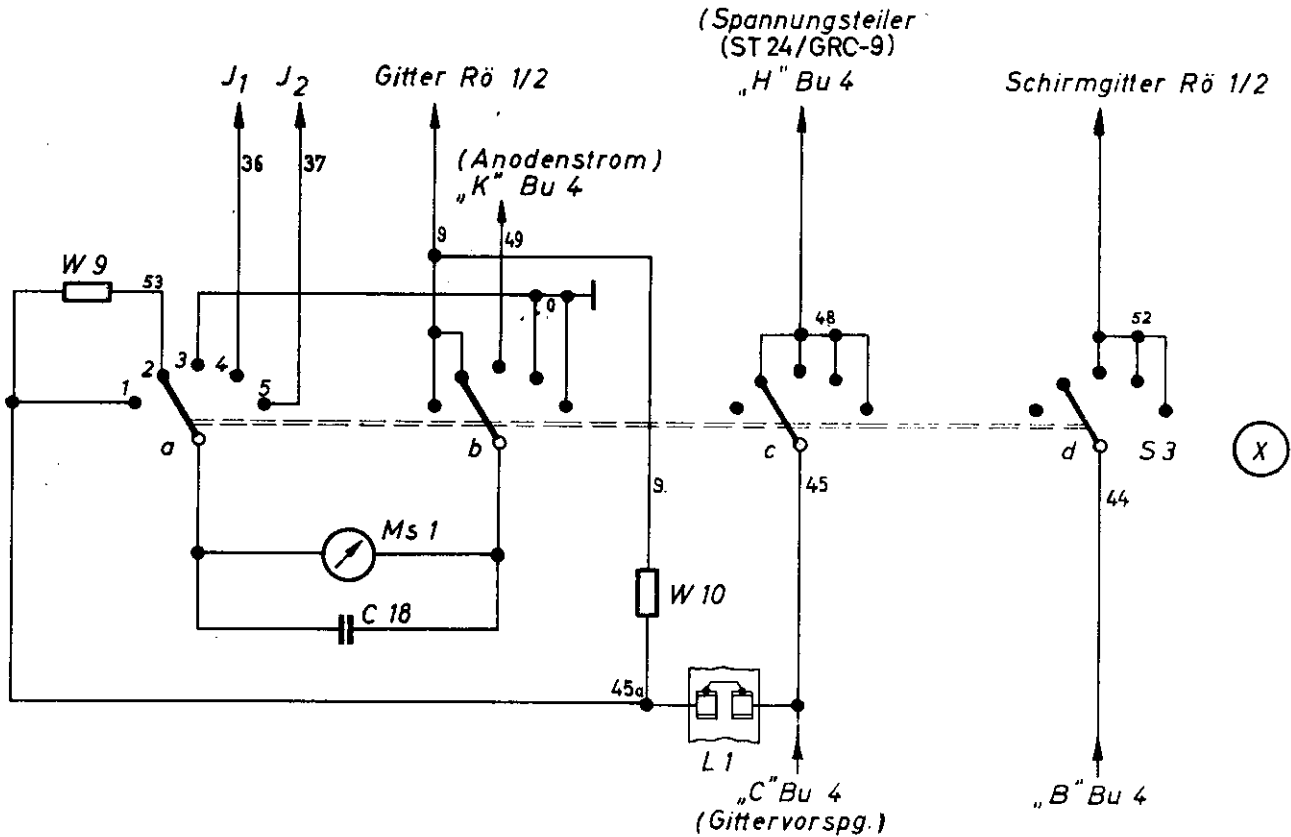 (Spannungsteiler
(ST 24/GRC-9)
J1 J2 Gitter Rö 1/2 „H" Bu 4 Schirmgitter Rö 1/2
36 37 (Anodenstrom)
„K" Bu 4
9 49
W 9 53
0 48 52
1 2 3 4 5
a b c d S 3 X
9. 45 44
Ms 1
C 18 W 10
45a
L 1
„C" Bu 4 „B" Bu 4
(Gittervorspg.)